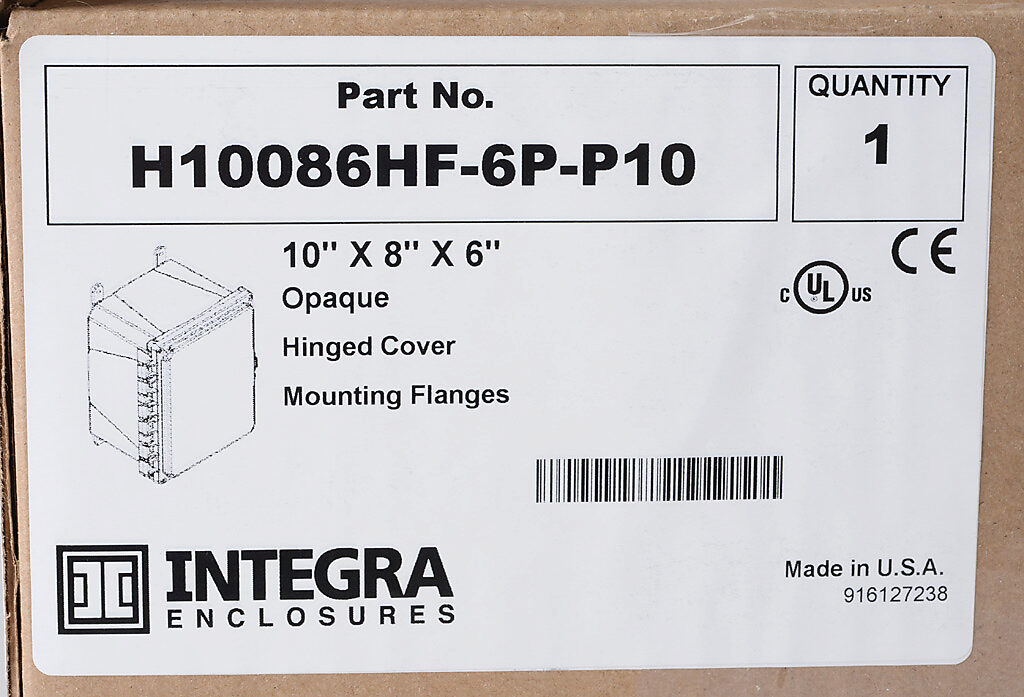 Part No.
H10086HF-6P-P10
QUANTITY
1
10" X 8" X 6"
Opaque
Hinged Cover
Mounting Flanges
CE
C UL US
INTEGRA
ENCLOSURES
Made in U.S.A.
916127238